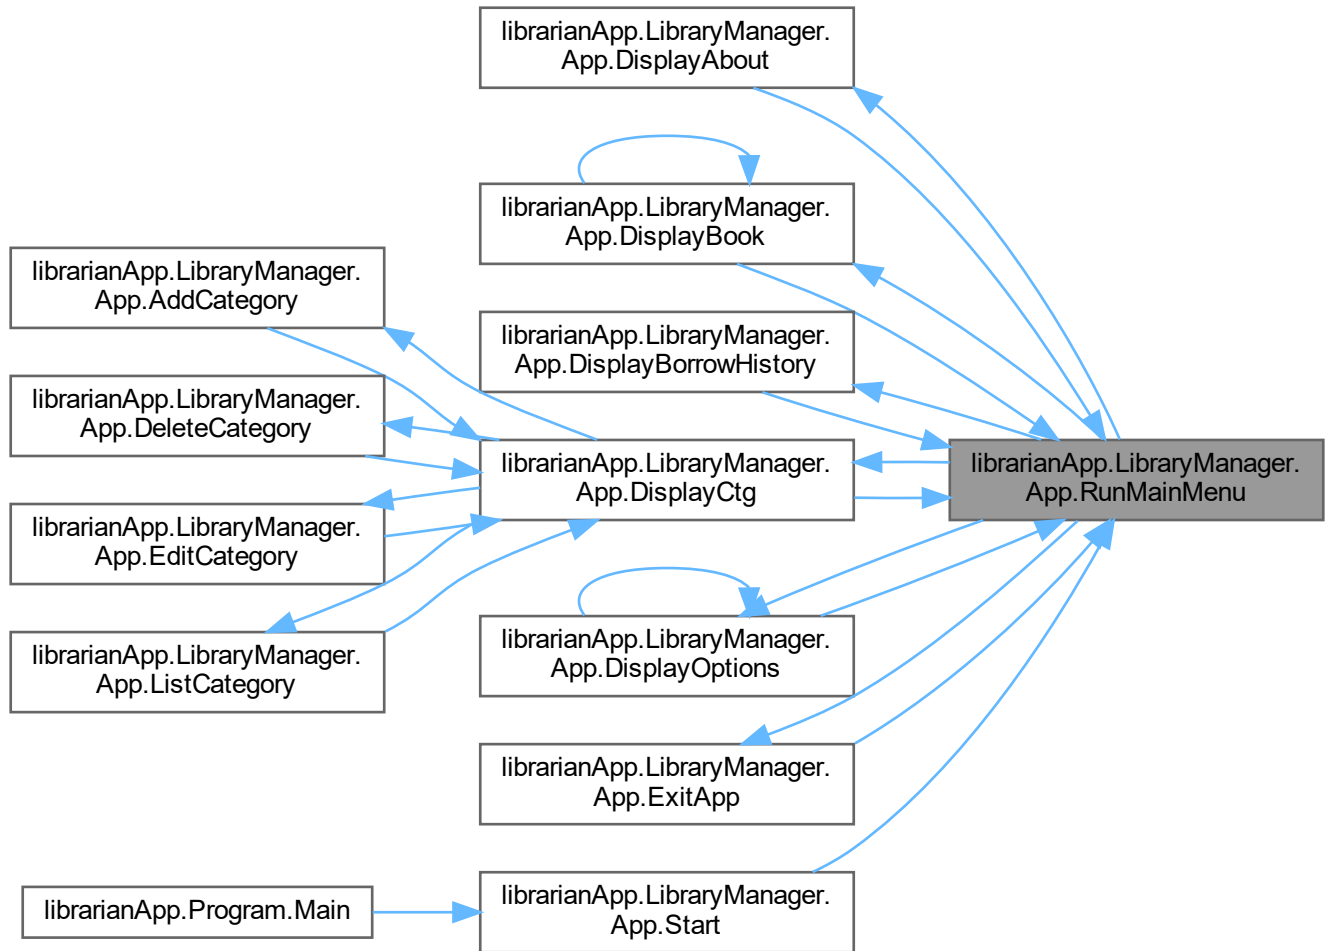 librarianApp.LibraryManager.
App.DisplayAbout
librarianApp.LibraryManager.
App.DisplayBook
librarianApp.LibraryManager.
App.AddCategory
librarianApp.LibraryManager.
App.DisplayBorrowHistory
librarianApp.LibraryManager.
App.DeleteCategory
librarianApp.LibraryManager.
App.DisplayCtg
librarianApp.LibraryManager.
App.RunMainMenu
librarianApp.LibraryManager.
App.EditCategory
librarianApp.LibraryManager.
App.DisplayOptions
librarianApp.LibraryManager.
App.ListCategory
librarianApp.LibraryManager.
App.ExitApp
librarianApp.Program.Main
librarianApp.LibraryManager.
App.Start